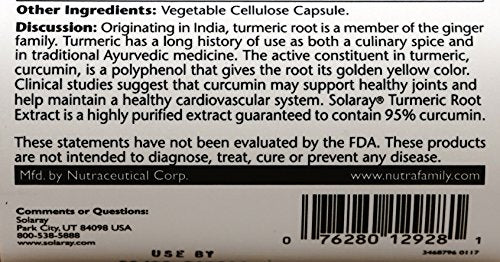 Other Ingredients: Vegetable Cellulose Capsule.
Discussion: Originating in India, turmeric root is a member of the ginger
family. Turmeric has a long history of use as both a culinary spice and
in traditional Ayurvedic medicine. The active constituent in turmeric,
curcumin, is a polyphenol that gives the root its golden yellow color.
Clinical studies suggest that curcumin may support healthy joints and
help maintain a healthy cardiovascular system. Solaray® Turmeric Root
Extract is a highly purified extract guaranteed to contain 95% curcumin.
These statements have not been evaluated by the FDA. These products
are not intended to diagnose, treat, cure or prevent any disease.
Mfd. by Nutraceutical Corp. www.nutrafamily.com
Comments or Questions:
Solaray
Park City, UT 84098 USA
800-538-5888
www.solaray.com
0 76280 12928 1
3468796 0117
USE BY